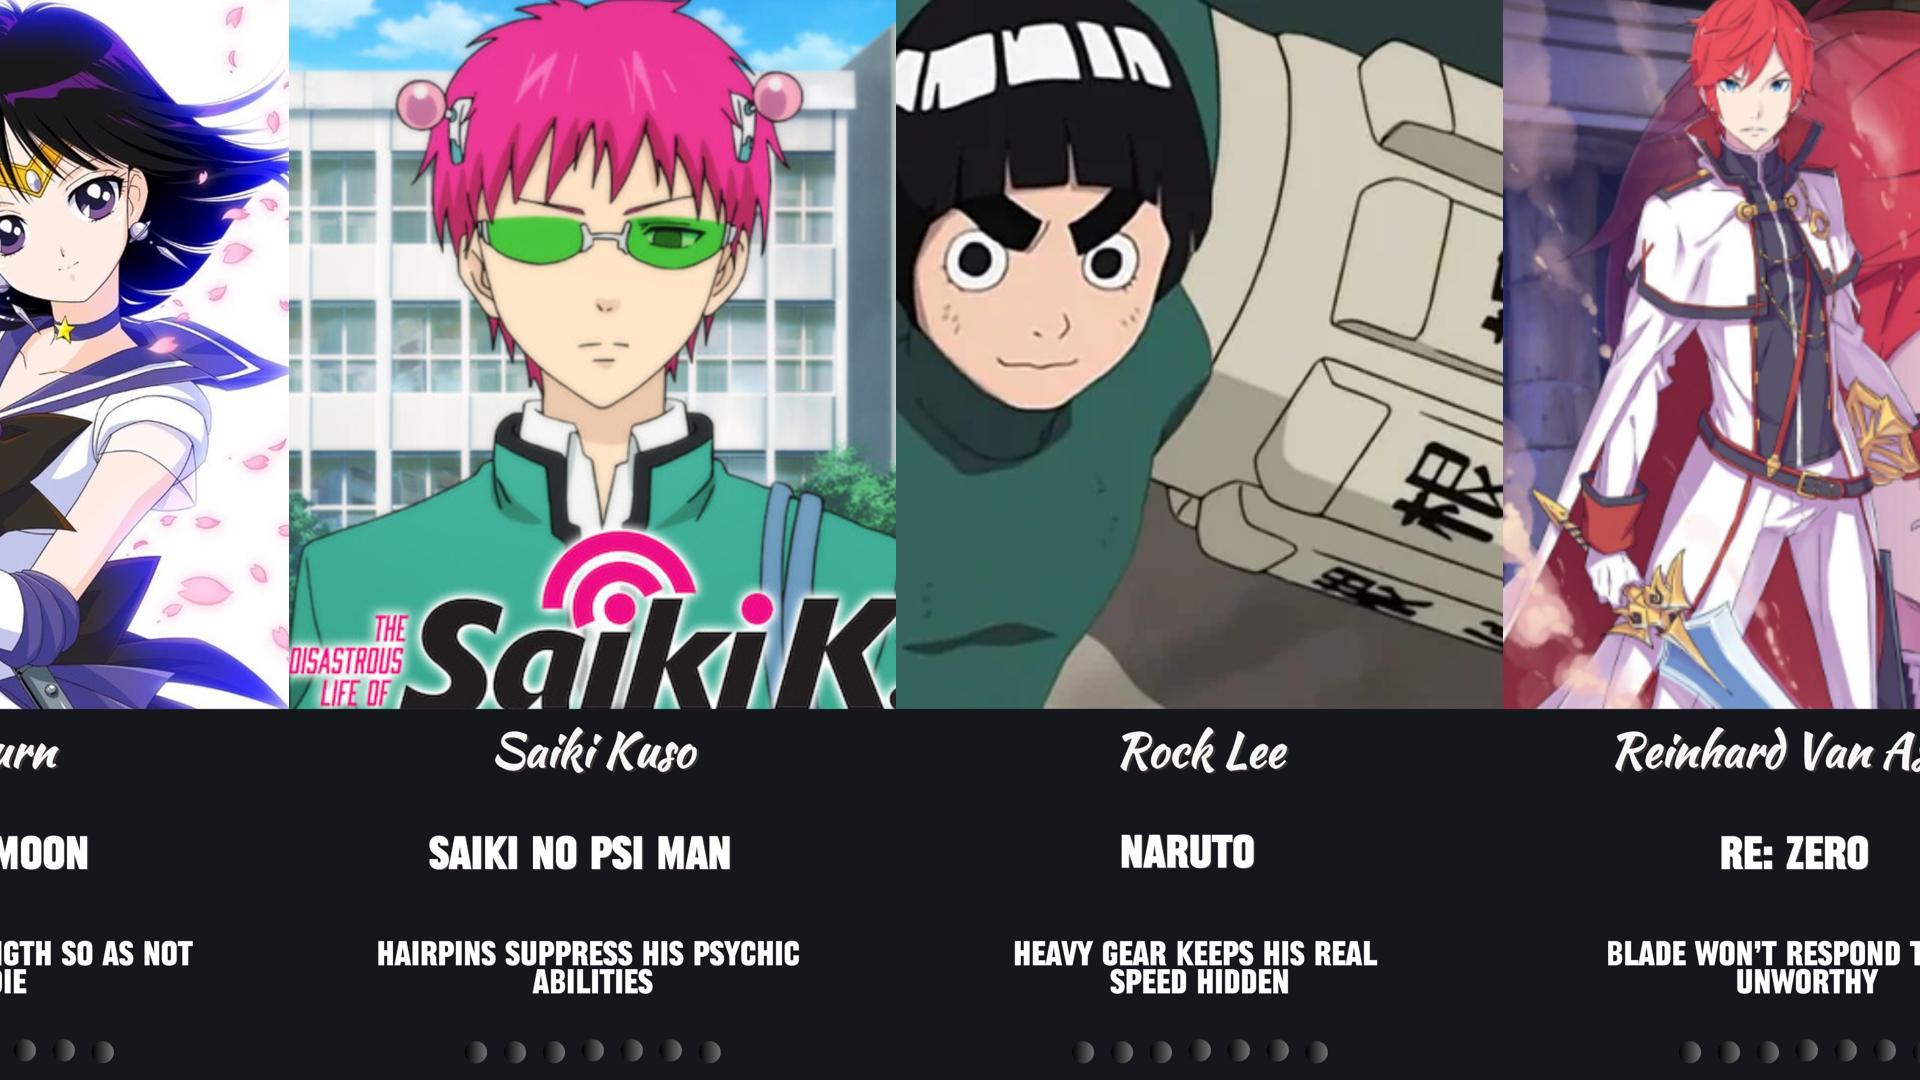 THE
DISASTROUS
LIFE OF
Saiki K.
根
urn
MOON
GTH SO AS NOT
DIE
Saiki Kuso
SAIKI NO PSI MAN
HAIRPINS SUPPRESS HIS PSYCHIC
ABILITIES
Rock Lee
NARUTO
HEAVY GEAR KEEPS HIS REAL
SPEED HIDDEN
Reinhard Van As
RE: ZERO
BLADE WON'T RESPOND T
UNWORTHY